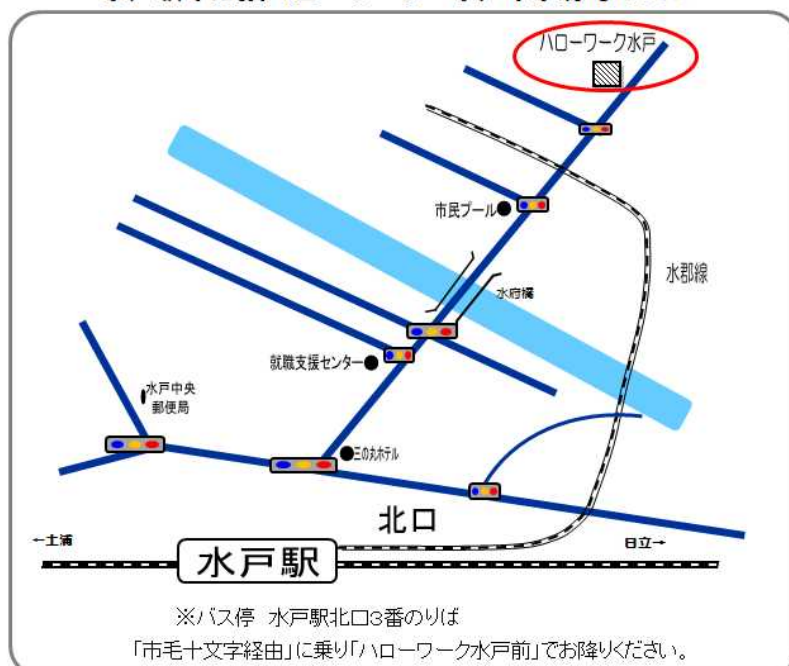 ハローワーク水戸
市民プール
水郡線
水府橋
就職支援センター
水戸中央
郵便局
三の丸ホテル
北口
←土浦
日立→
水戸駅
※バス停 水戸駅北口3番のりば
「市毛十文字経由」に乗り「ハローワーク水戸前」でお降りください。